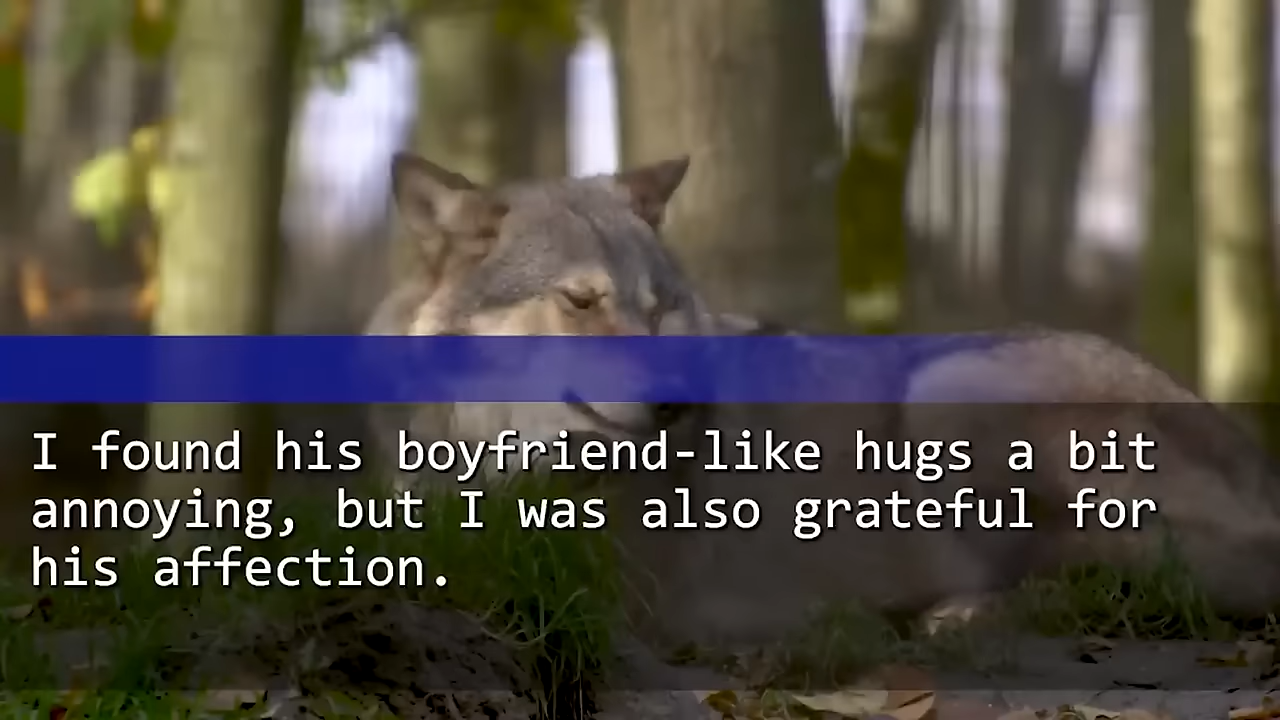 I found his boyfriend-like hugs a bit
annoying, but I was also grateful for
his affection.